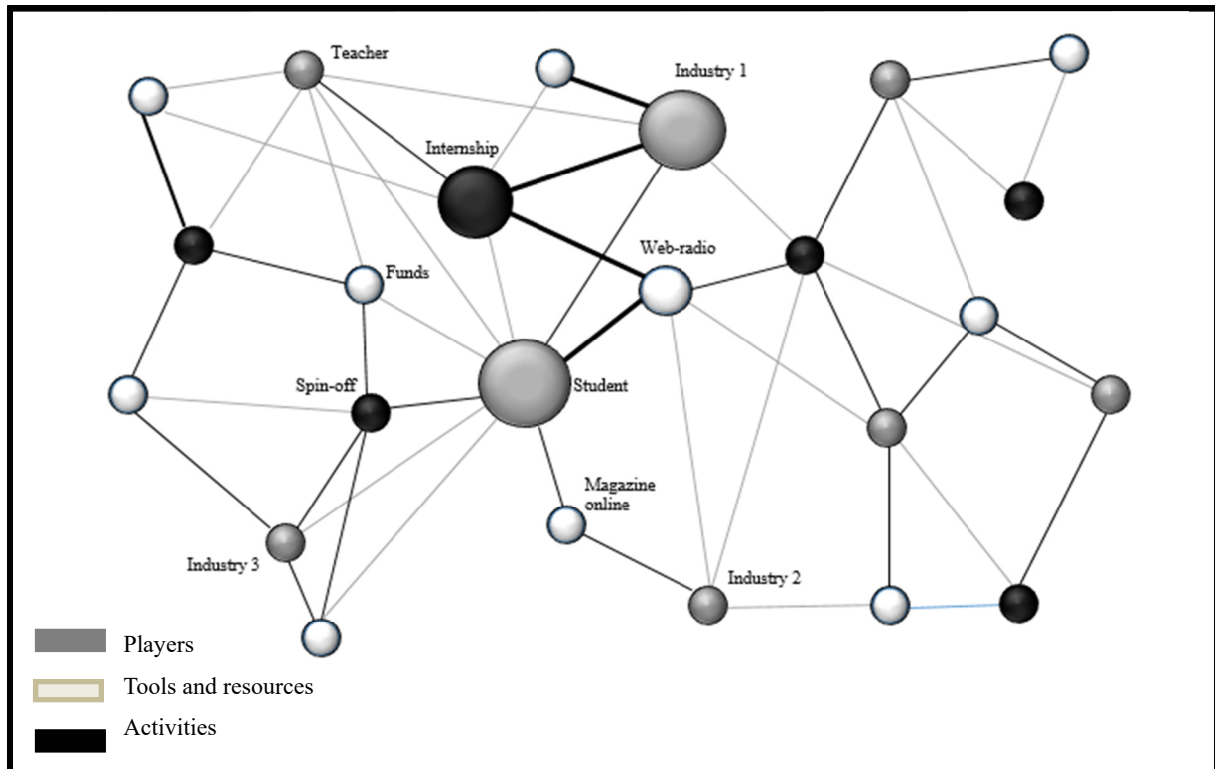 Teacher
Industry 1
Internship
Web-radio
Funds
Spin-off
Student
Magazine
online
Industry 3
Industry 2
Players
Tools and resources
Activities